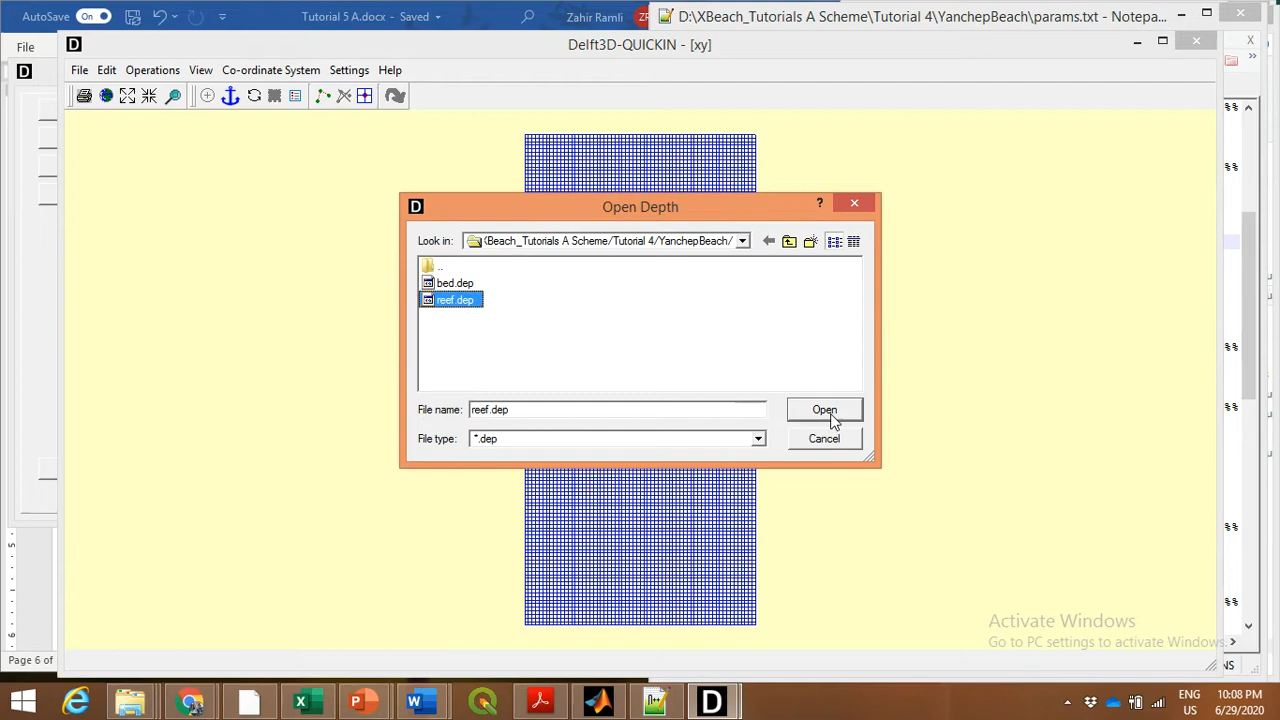 AutoSave On Tutorial 5 A.docx - Saved Zahir Ramli ZR
D:\XBeach_Tutorials A Scheme\Tutorial 4\YanchepBeach\params.txt - Notepa...
File
Delft3D-QUICKIN - [xy]
File Edit Operations View Co-ordinate System Settings Help
Open Depth
Look in: XBeach_Tutorials A Scheme/Tutorial 4/YanchepBeach/
..
bed.dep
reef.dep
File name: reef.dep
Open
File type: *.dep
Cancel
%%
%%
%%
%%
%%
%%
Activate Windows
Go to PC settings to activate Windows.
Page 6 of
NS
ENG 10:08 PM
US 6/29/2020